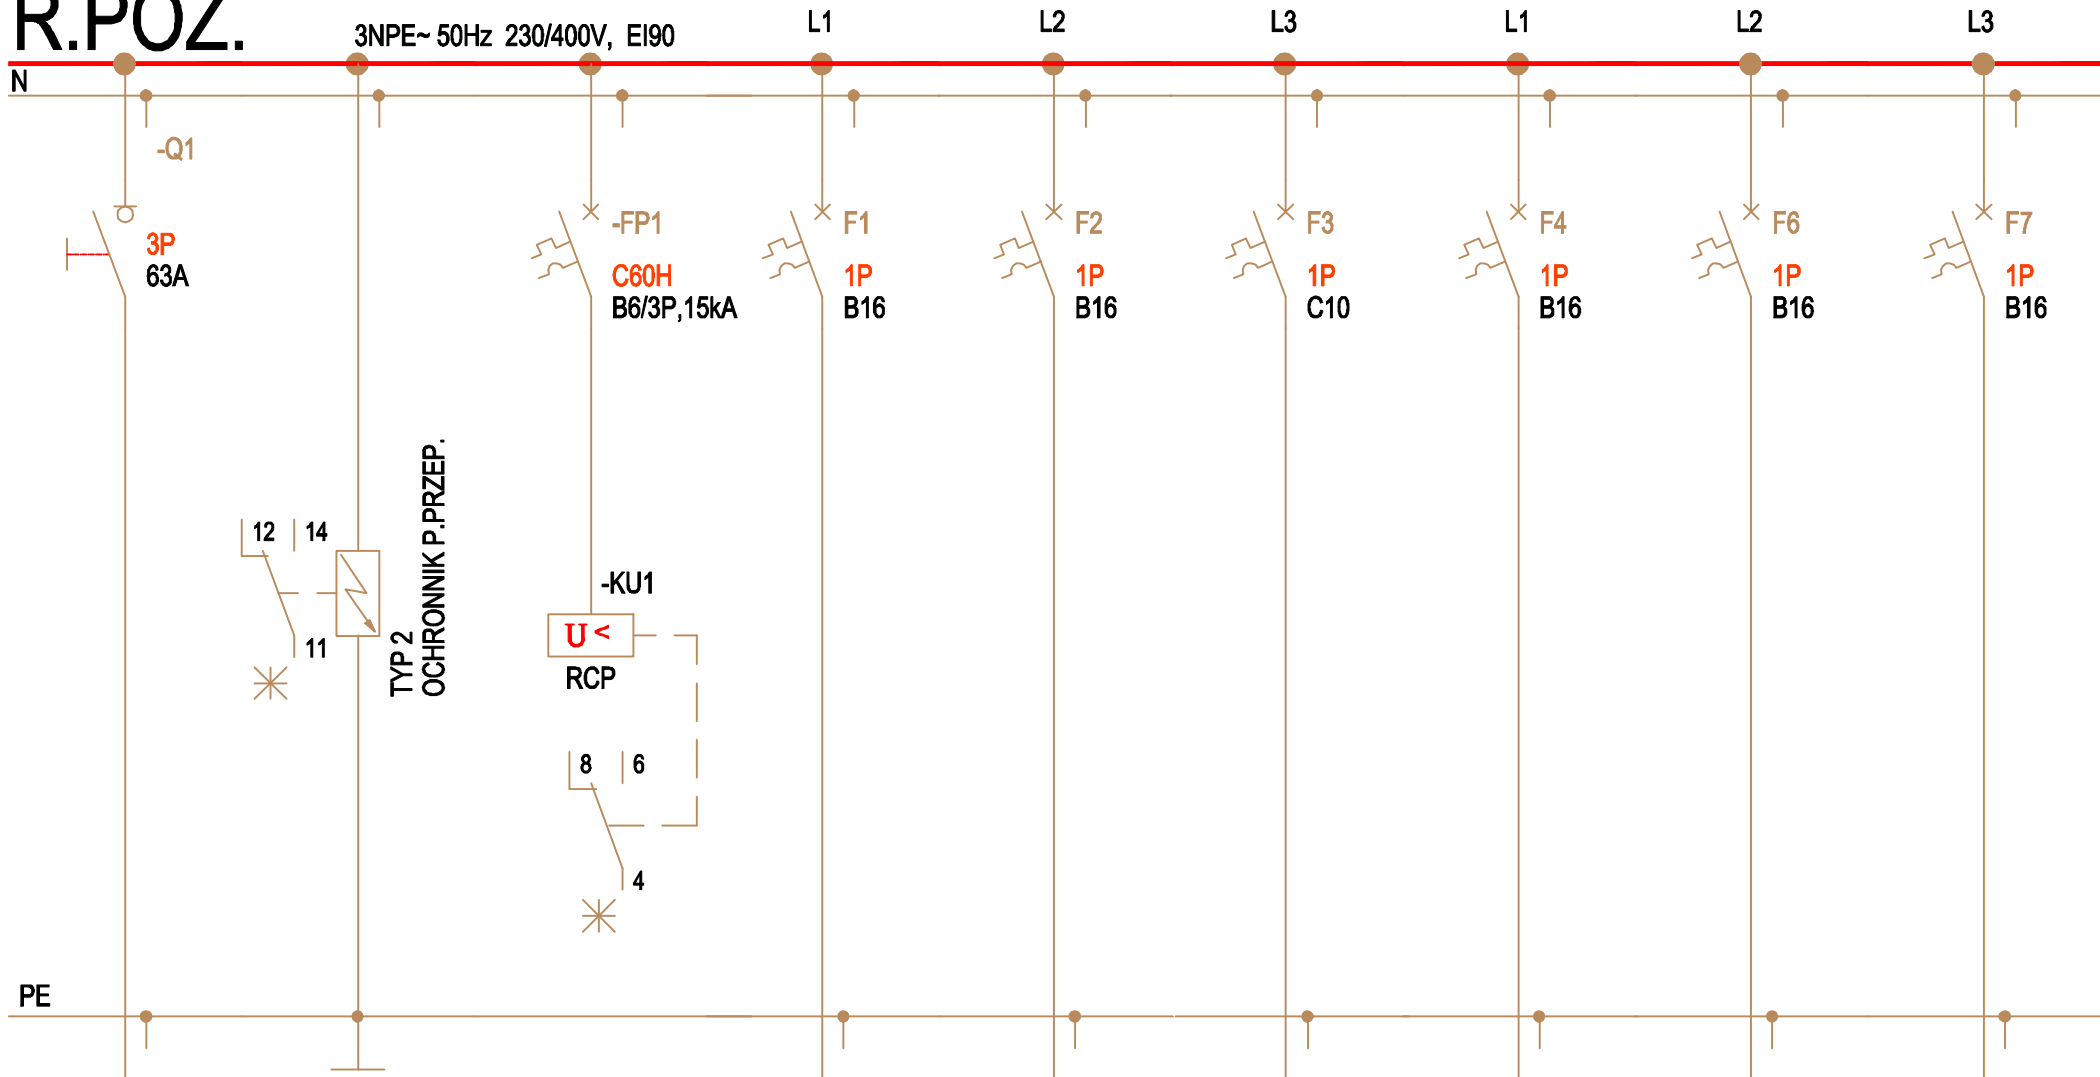 R.POZ.
3NPE~ 50Hz 230/400V, EI90
L1
L2
L3
L1
L2
L3
N
-Q1
3P
63A
-FP1
C60H
B6/3P,15kA
F1
1P
B16
F2
1P
B16
F3
1P
C10
F4
1P
B16
F6
1P
B16
F7
1P
B16
12
14
11
TYP 2
OCHRONNIK P.PRZEP.
-KU1
U <
RCP
8
6
4
PE